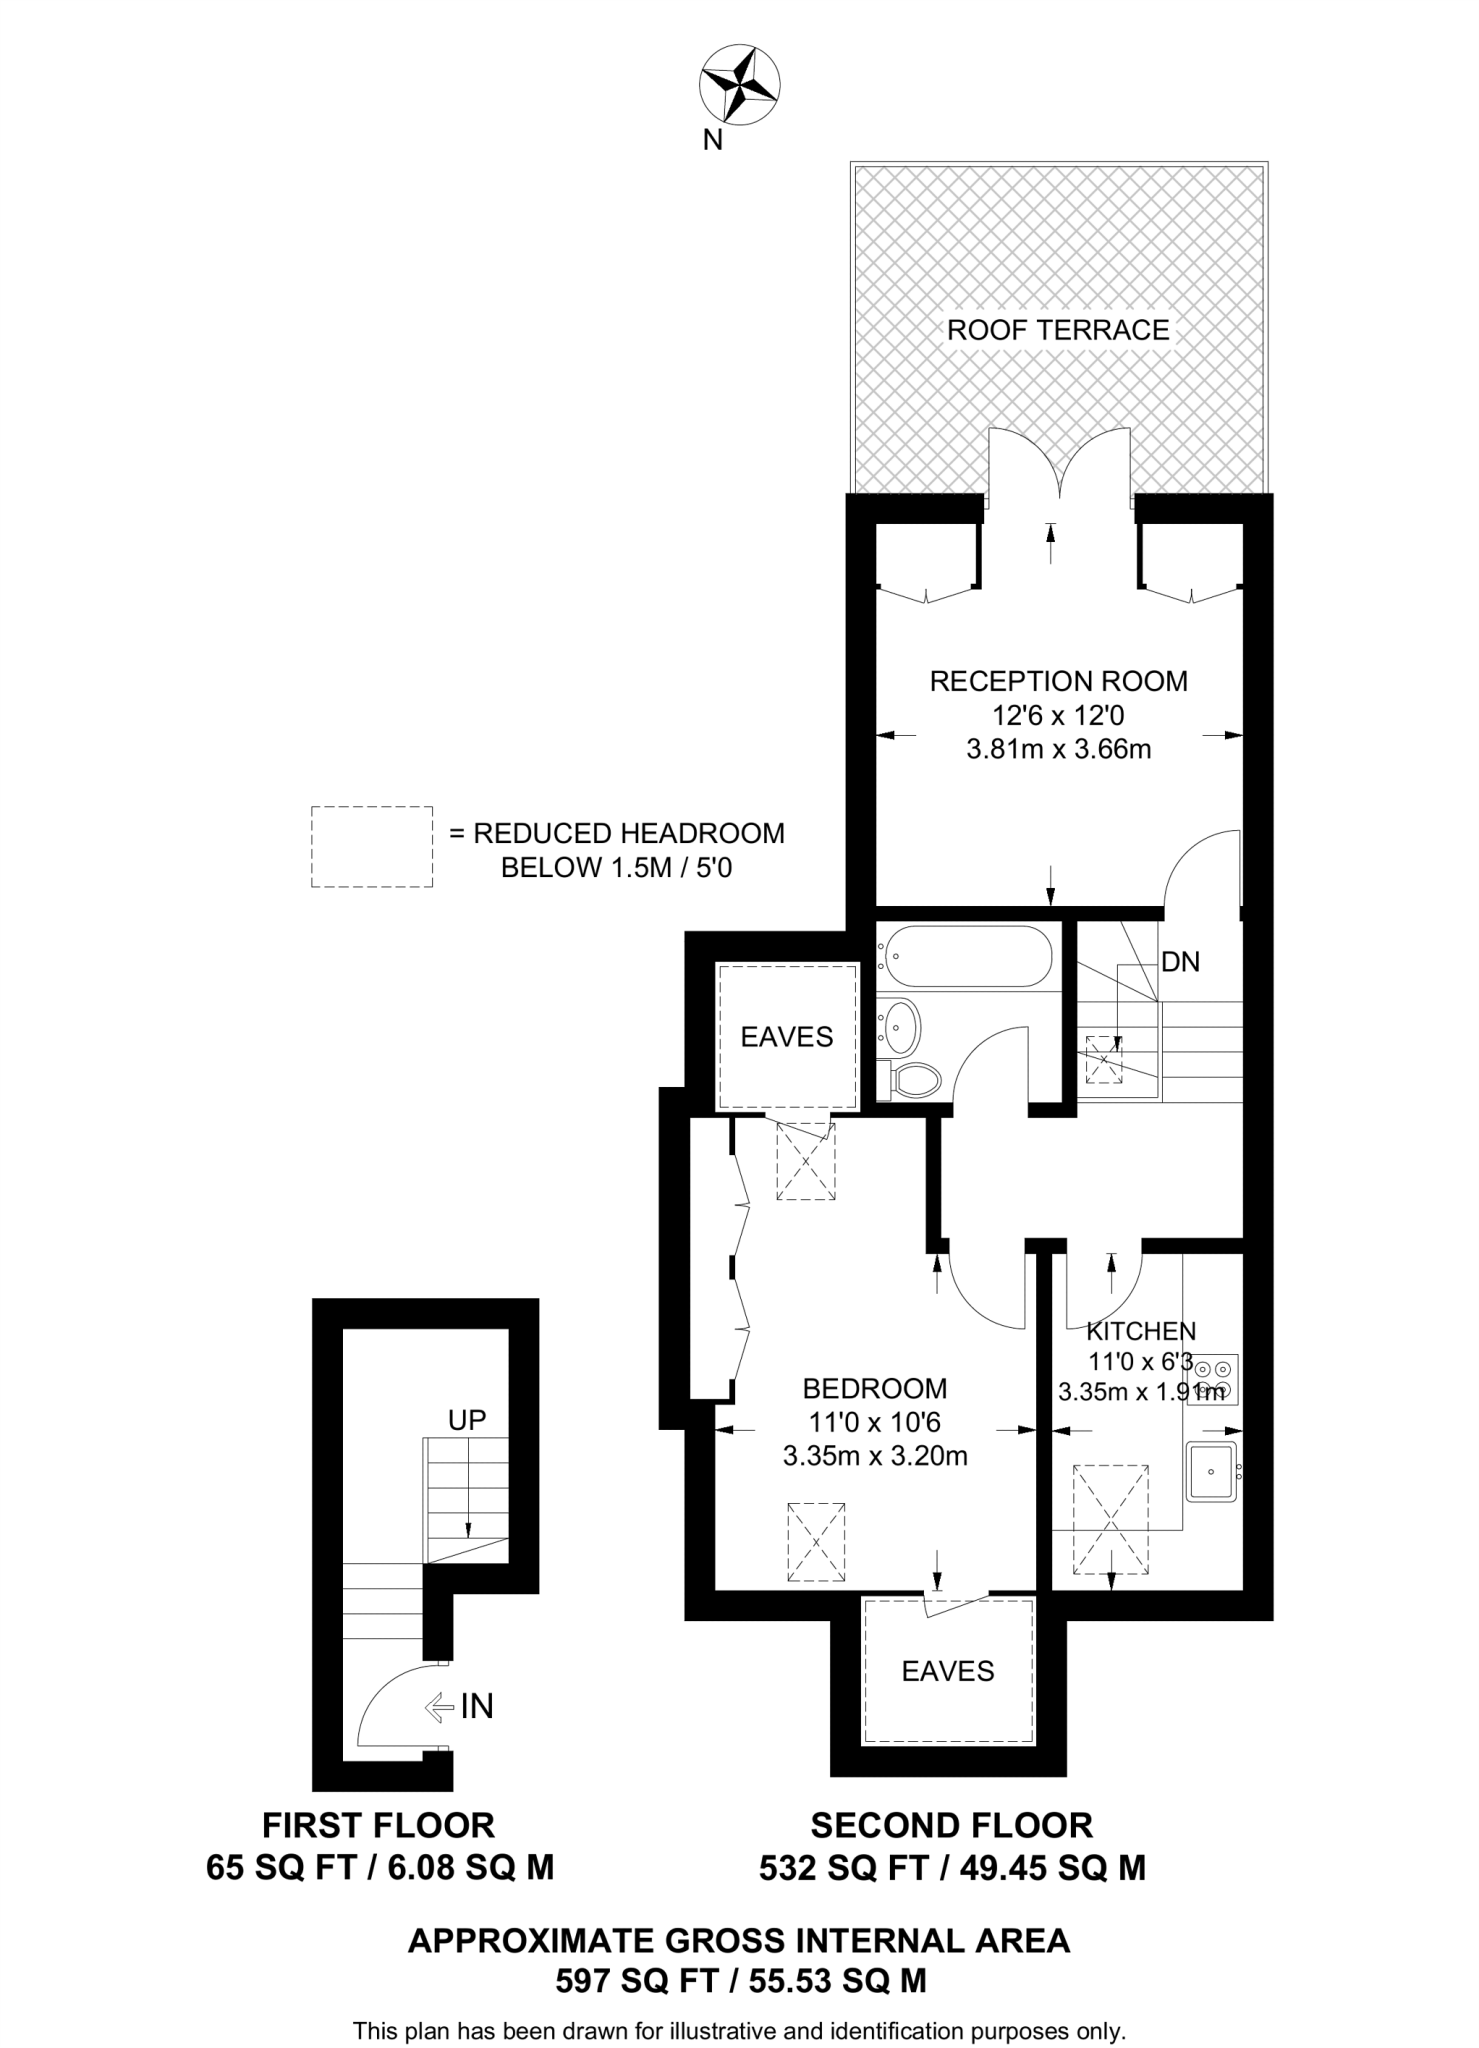 N
ROOF TERRACE
RECEPTION ROOM
12'6 x 12'0
3.81m x 3.66m
= REDUCED HEADROOM
BELOW 1.5M / 5'0
DN
EAVES
KITCHEN
11'0 x 6'3
3.35m x 1.91m
BEDROOM
11'0 x 10'6
3.35m x 3.20m
UP
EAVES
IN
FIRST FLOOR
65 SQ FT / 6.08 SQ M
SECOND FLOOR
532 SQ FT / 49.45 SQ M
APPROXIMATE GROSS INTERNAL AREA
597 SQ FT / 55.53 SQ M
This plan has been drawn for illustrative and identification purposes only.